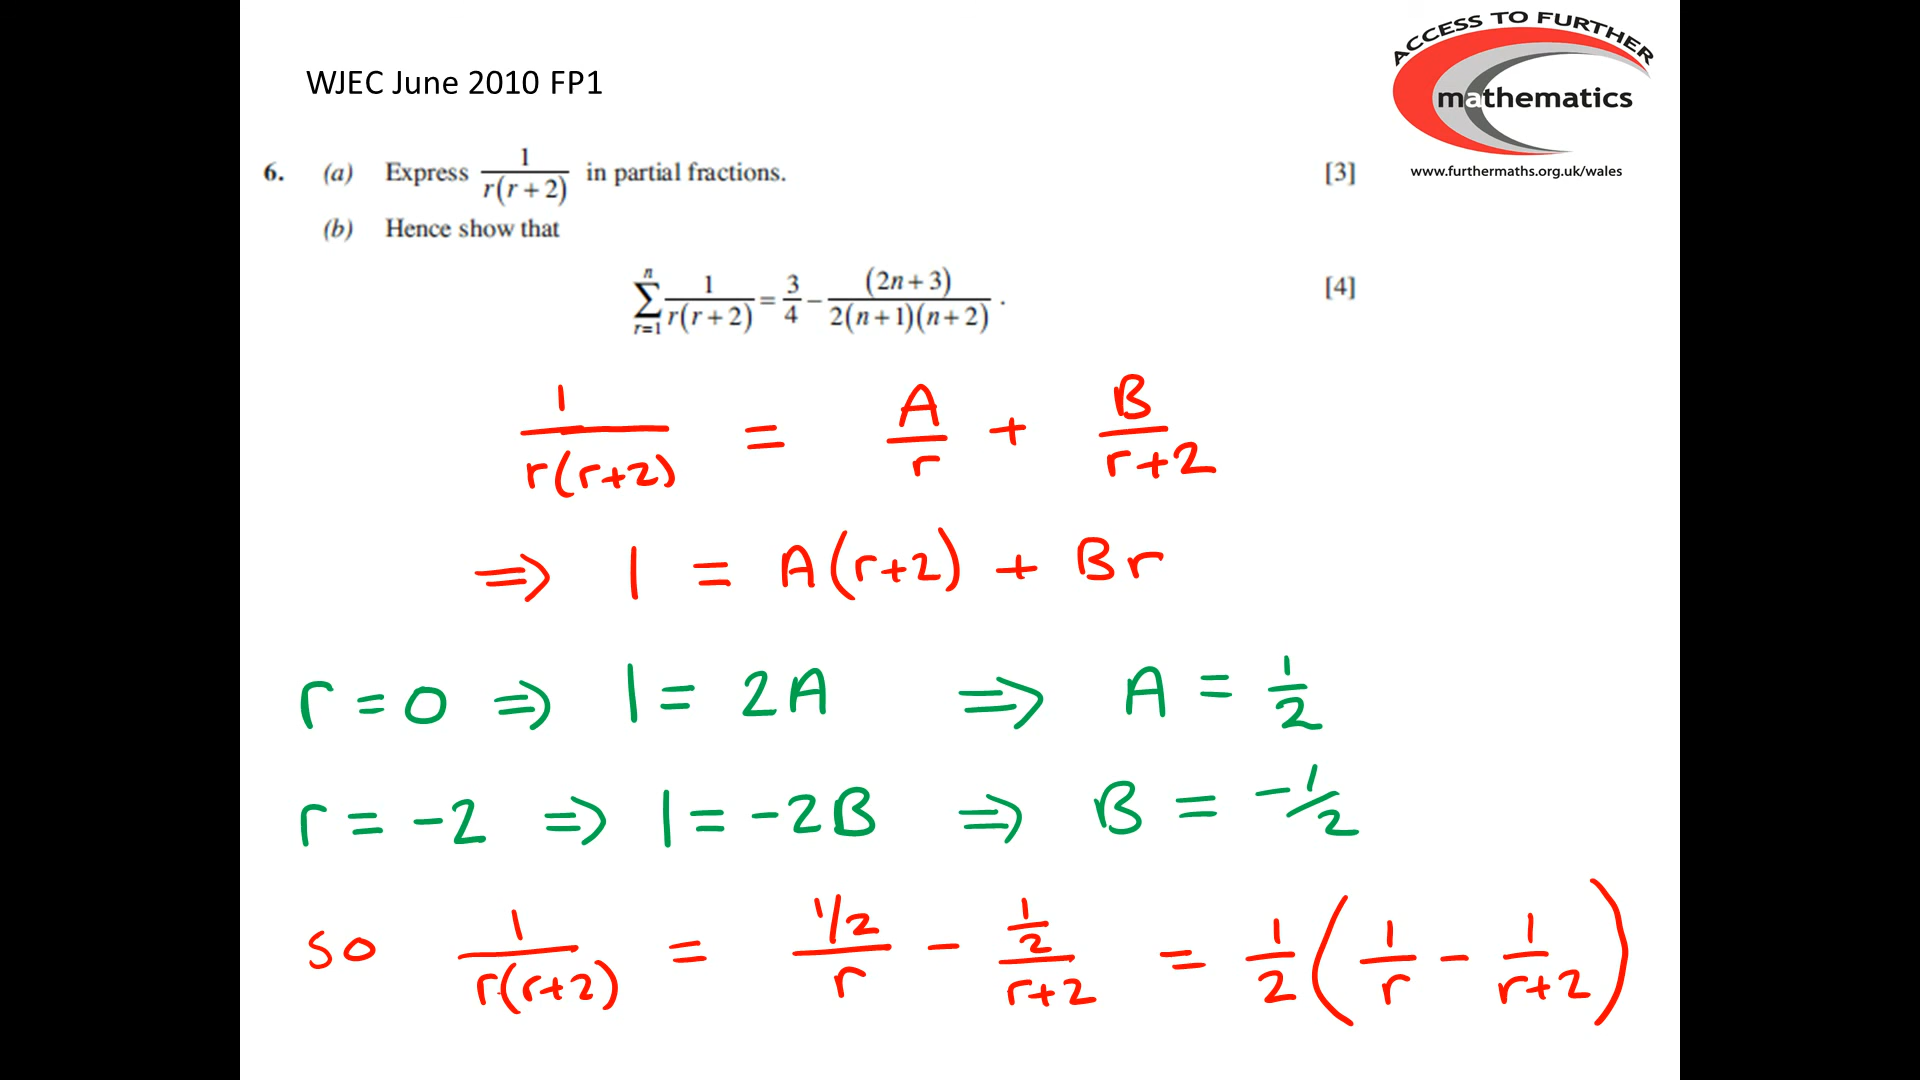 ACCESS TO FURTHER
mathematics
www.furthermaths.org.uk/wales
WJEC June 2010 FP1
6. (a) Express 1/(r(r + 2)) in partial fractions. [3]
(b) Hence show that
∑_{r=1}^{n} 1/(r(r + 2)) = 3/4 − (2n + 3)/(2(n + 1)(n + 2)) . [4]
1/(r(r+2)) = A/r + B/(r+2)
⇒ 1 = A(r+2) + Br
r = 0 ⇒ 1 = 2A ⇒ A = 1/2
r = -2 ⇒ 1 = -2B ⇒ B = -1/2
so 1/(r(r+2)) = (1/2)/r − (1/2)/(r+2) = 1/2 (1/r − 1/(r+2))